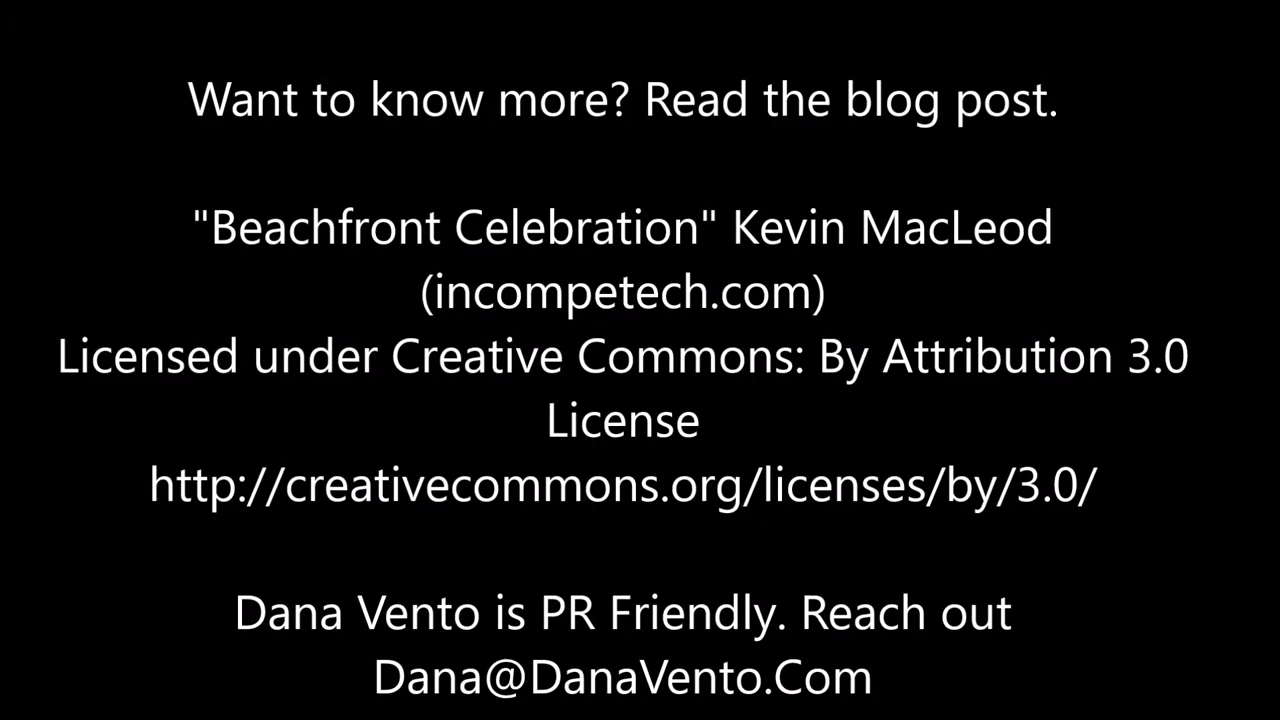 Want to know more? Read the blog post.
"Beachfront Celebration" Kevin MacLeod
(incompetech.com)
Licensed under Creative Commons: By Attribution 3.0
License
http://creativecommons.org/licenses/by/3.0/
Dana Vento is PR Friendly. Reach out
Dana@DanaVento.Com